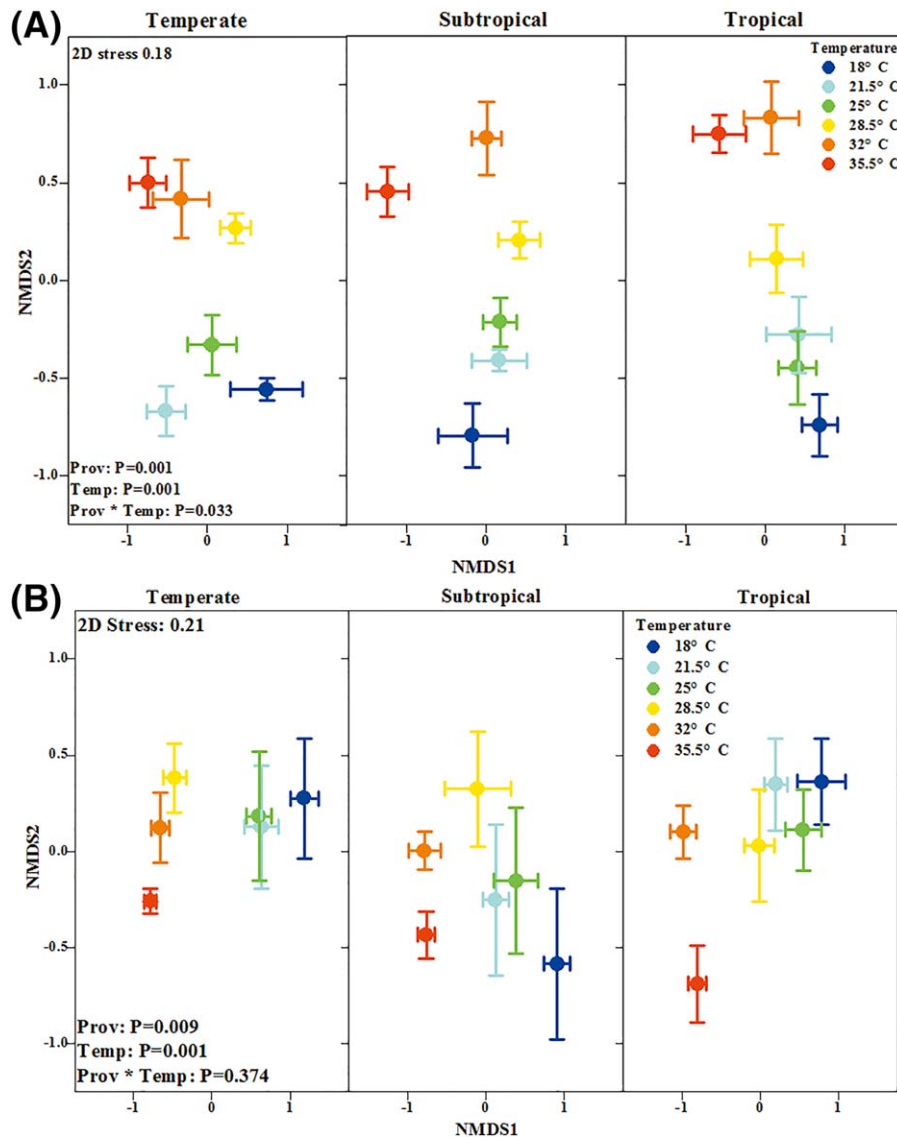 (A)
Temperate Subtropical Tropical
2D stress 0.18
Temperature
18° C
21.5° C
25° C
28.5° C
32° C
35.5° C
1.0
0.5
0.0
-0.5
-1.0
NMDS2
Prov: P=0.001
Temp: P=0.001
Prov * Temp: P=0.033
-1 0 1 -1 0 1 -1 0 1
NMDS1
(B)
Temperate Subtropical Tropical
2D Stress: 0.21
Temperature
18° C
21.5° C
25° C
28.5° C
32° C
35.5° C
1.0
0.5
0.0
-0.5
-1.0
NMDS2
Prov: P=0.009
Temp: P=0.001
Prov * Temp: P=0.374
-1 0 1 -1 0 1 -1 0 1
NMDS1